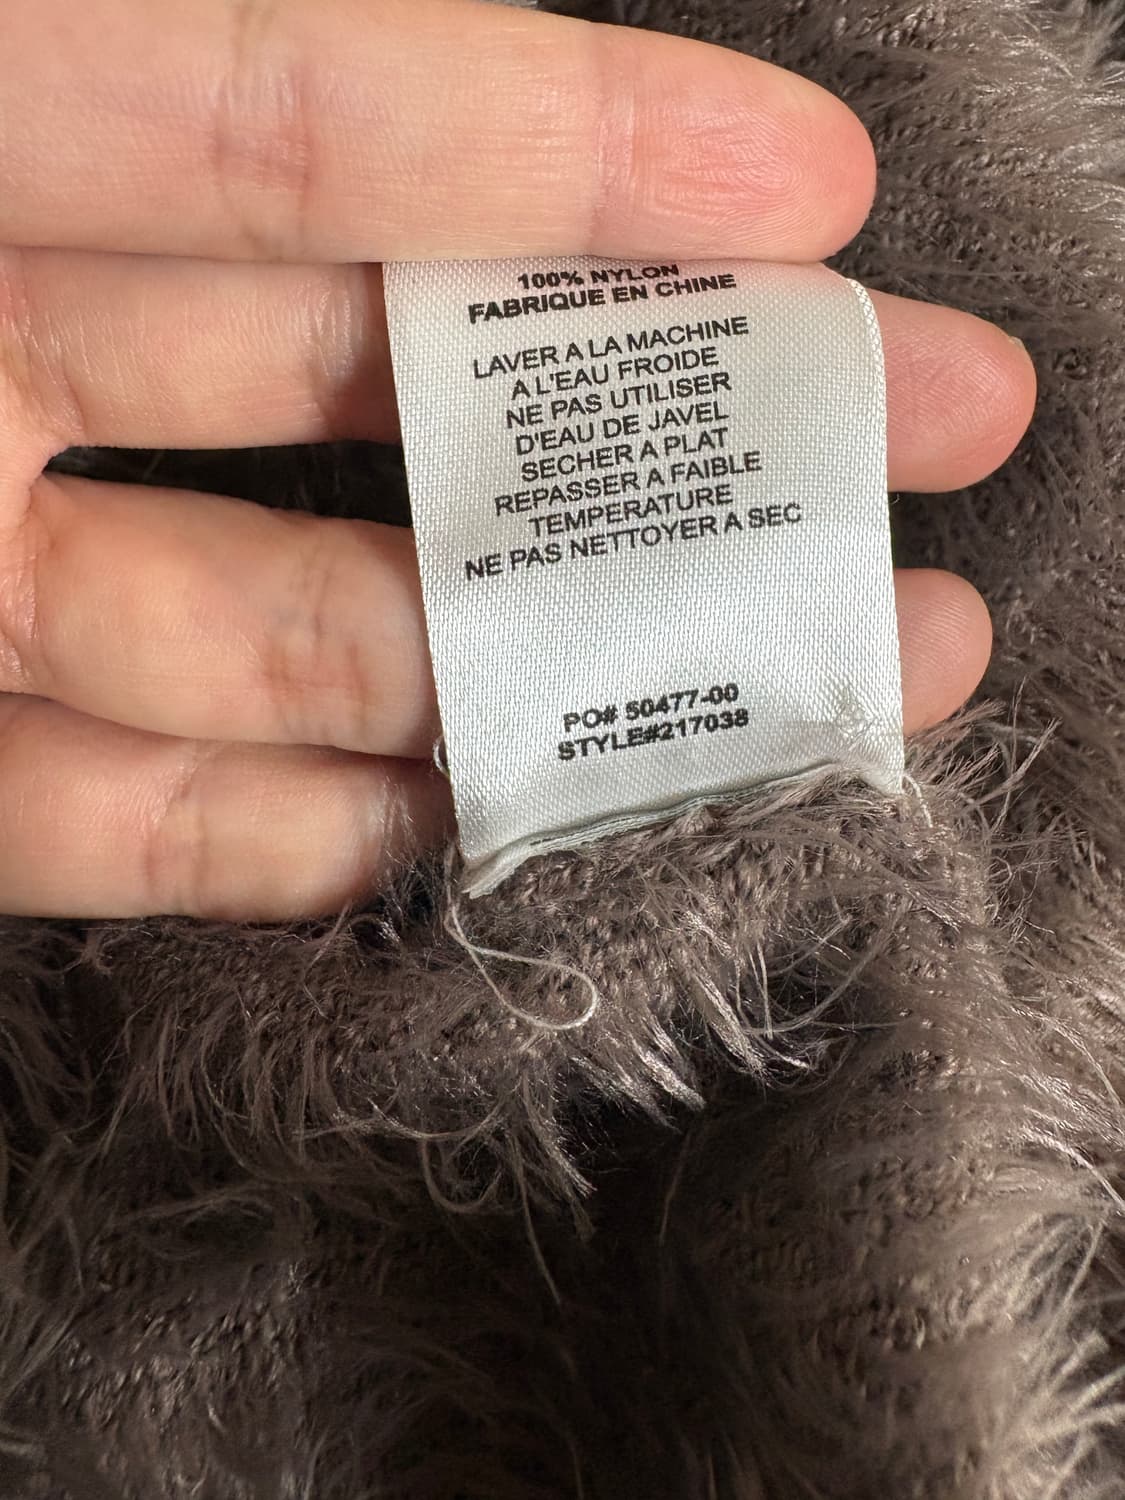 100% NYLON
FABRIQUE EN CHINE
LAVER A LA MACHINE
A L'EAU FROIDE
NE PAS UTILISER
D'EAU DE JAVEL
SECHER A PLAT
REPASSER A FAIBLE
TEMPERATURE
NE PAS NETTOYER A SEC
PO# 50477-00
STYLE#217038